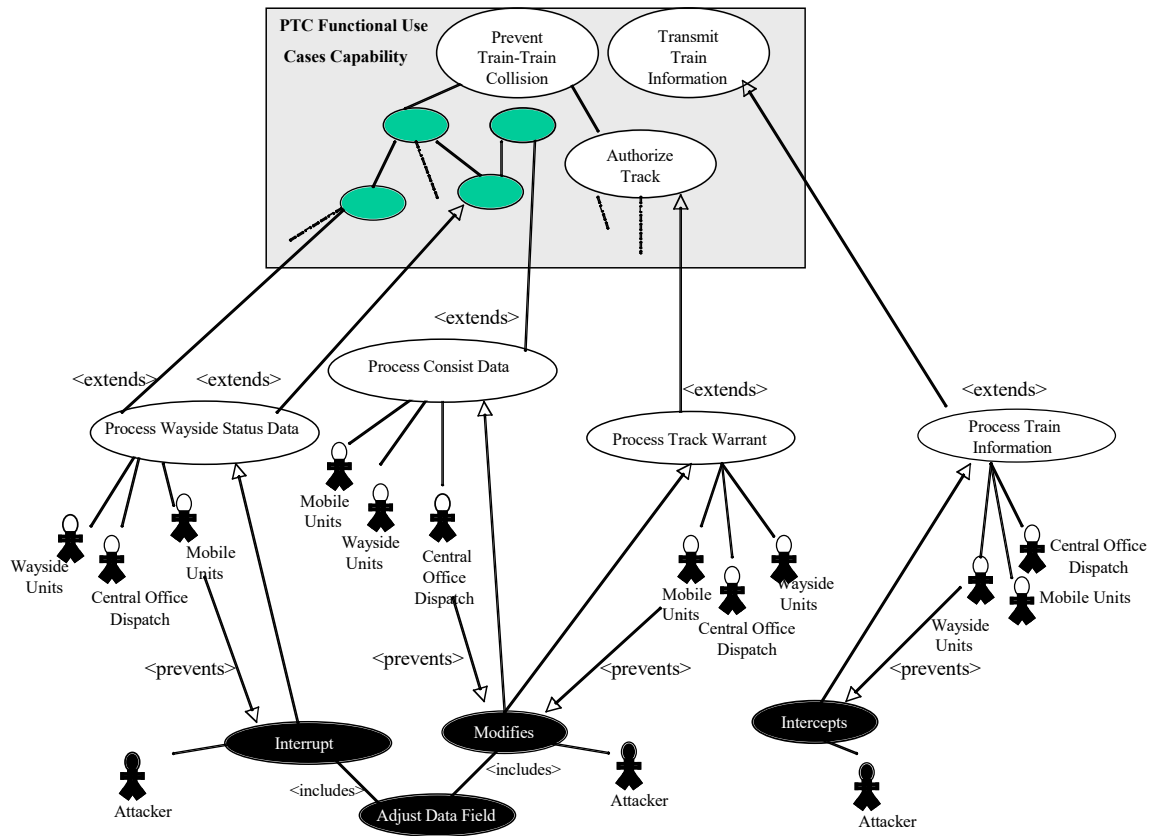 PTC Functional Use
Cases Capability
Prevent
Train-Train
Collision
Transmit
Train
Information
Authorize
Track
<extends>
Process Consist Data
<extends>
<extends>
<extends>
<extends>
Process Wayside Status Data
Process Track Warrant
Process Train
Information
Mobile
Units
Wayside
Units
Central
Office
Dispatch
Wayside
Units
Central Office
Dispatch
Mobile
Units
Mobile
Units
Central Office
Dispatch
Wayside
Units
Central Office
Dispatch
Mobile Units
Wayside
Units
<prevents>
<prevents>
<prevents>
<prevents>
Interrupt
Modifies
Intercepts
Attacker
<includes>
<includes>
Attacker
Attacker
Adjust Data Field